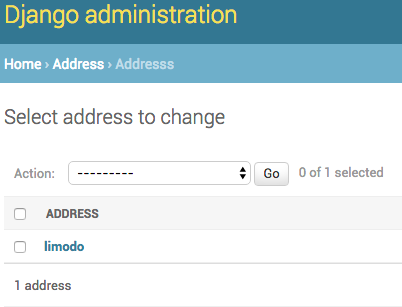 Django administration
Home › Address › Addresss
Select address to change
Action: --------- Go 0 of 1 selected
ADDRESS
limodo
1 address